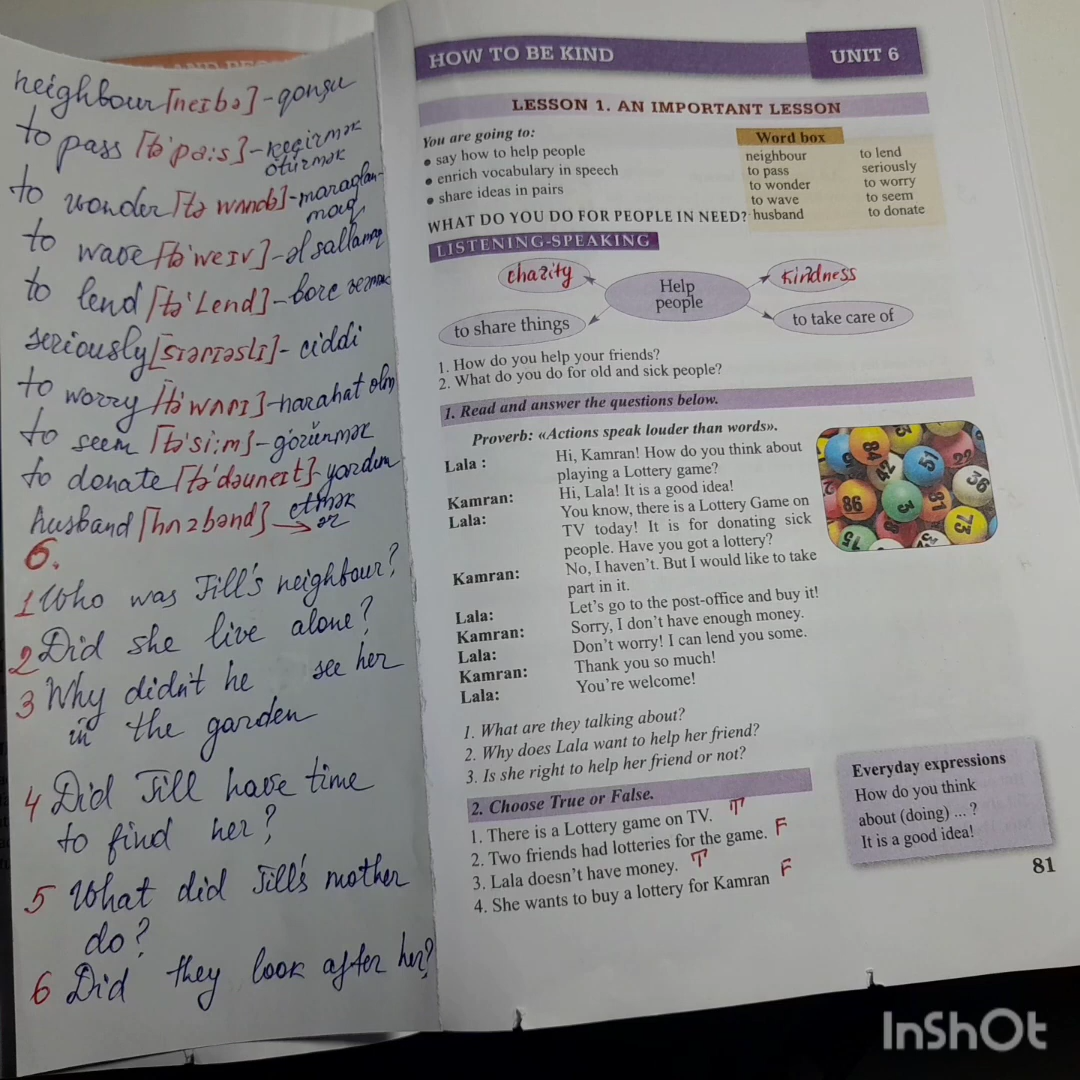 neighbour [neɪbə] - qonşu
to pass [tə'pa:s] - keçirmək
ötürmək
to wonder [tə wʌndə] - maraqlan-
maq
to wave [tə'weɪv] - əl sallamaq
to lend [tə'lend] - borc vermək
seriously [sɪərɪəslɪ] - ciddi
to worry [tə'wʌrɪ] - narahat olm
to seem [tə'si:m] - görünmək
to donate [tə'dəuneɪt] - yardım
etmək
husband [hʌzbənd] → ər
6.
1 Who was Jill's neighbour?
2 Did she live alone?
3 Why didn't he see her
in the garden
4 Did Jill have time
to find her?
5 What did Jill's mother
do?
6 Did they look after her?
HOW TO BE KIND
UNIT 6
LESSON 1. AN IMPORTANT LESSON
You are going to:
• say how to help people
• enrich vocabulary in speech
• share ideas in pairs
Word box
neighbour to lend
to pass seriously
to wonder to worry
to wave to seem
husband to donate
WHAT DO YOU DO FOR PEOPLE IN NEED?
LISTENING-SPEAKING
charity
Help
people
kindness
to share things
to take care of
1. How do you help your friends?
2. What do you do for old and sick people?
1. Read and answer the questions below.
Proverb: «Actions speak louder than words».
Lala : Hi, Kamran! How do you think about
playing a Lottery game?
Kamran: Hi, Lala! It is a good idea!
Lala: You know, there is a Lottery Game on
TV today! It is for donating sick
people. Have you got a lottery?
Kamran: No, I haven't. But I would like to take
part in it.
Lala: Let's go to the post-office and buy it!
Kamran: Sorry, I don't have enough money.
Lala: Don't worry! I can lend you some.
Kamran: Thank you so much!
Lala: You're welcome!
84
42
51
22
36
86
3
81
73
1. What are they talking about?
2. Why does Lala want to help her friend?
3. Is she right to help her friend or not?
2. Choose True or False.
1. There is a Lottery game on TV. T
2. Two friends had lotteries for the game. F
3. Lala doesn't have money. T
4. She wants to buy a lottery for Kamran F
Everyday expressions
How do you think
about (doing) ... ?
It is a good idea!
81
InShOt